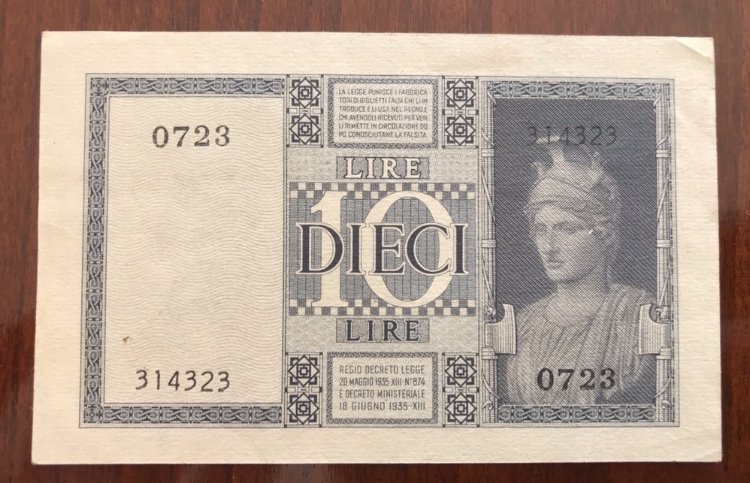 0723
314323
LA LEGGE PUNISCE I FABBRICA
TORI DI BIGLIETTI FALSI CHI LI IN
TRODUCE E LI USA NEL REGNO E
CHI AVENDOLI RICEVUTI PER VERI
LI RIMETTE IN CIRCOLAZIONE DO
PO CONOSCIUTANE LA FALSITÀ
LIRE
10
DIECI
LIRE
REGIO DECRETO LEGGE
20 MAGGIO 1935 XIII N° 874
E DECRETO MINISTERIALE
18 GIUGNO 1935-XIII
314323
0723